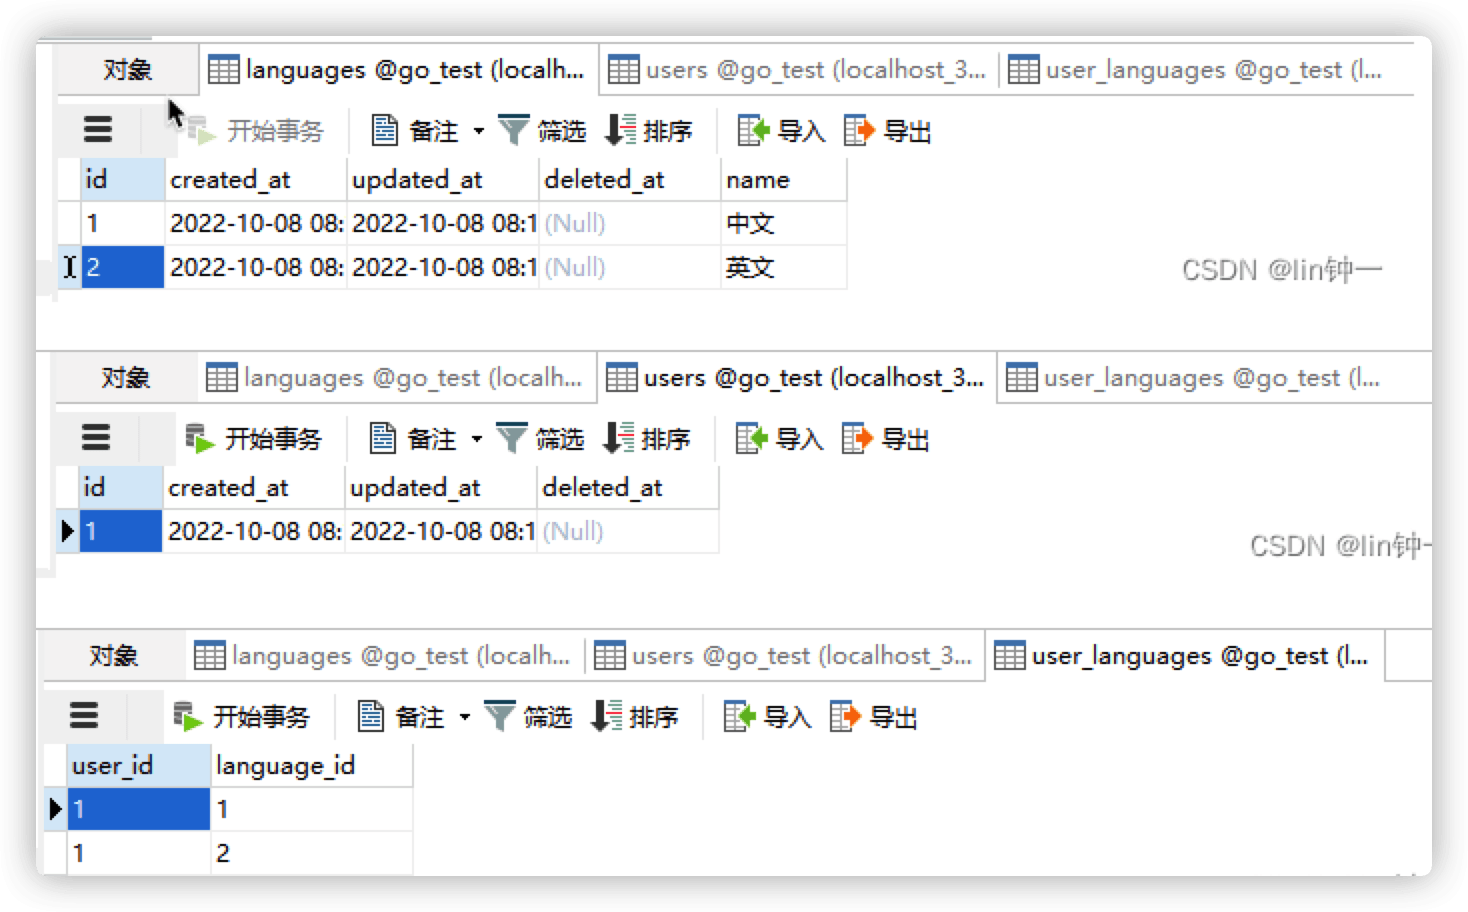 对象 languages @go_test (localh... users @go_test (localhost_3... user_languages @go_test (l...
开始事务 备注 筛选 排序 导入 导出
id created_at updated_at deleted_at name
1 2022-10-08 08: 2022-10-08 08:1 (Null) 中文
2 2022-10-08 08: 2022-10-08 08:1 (Null) 英文
CSDN @lin钟一
对象 languages @go_test (localh... users @go_test (localhost_3... user_languages @go_test (l...
开始事务 备注 筛选 排序 导入 导出
id created_at updated_at deleted_at
1 2022-10-08 08: 2022-10-08 08:1 (Null)
CSDN @lin钟
对象 languages @go_test (localh... users @go_test (localhost_3... user_languages @go_test (l...
开始事务 备注 筛选 排序 导入 导出
user_id language_id
1 1
1 2